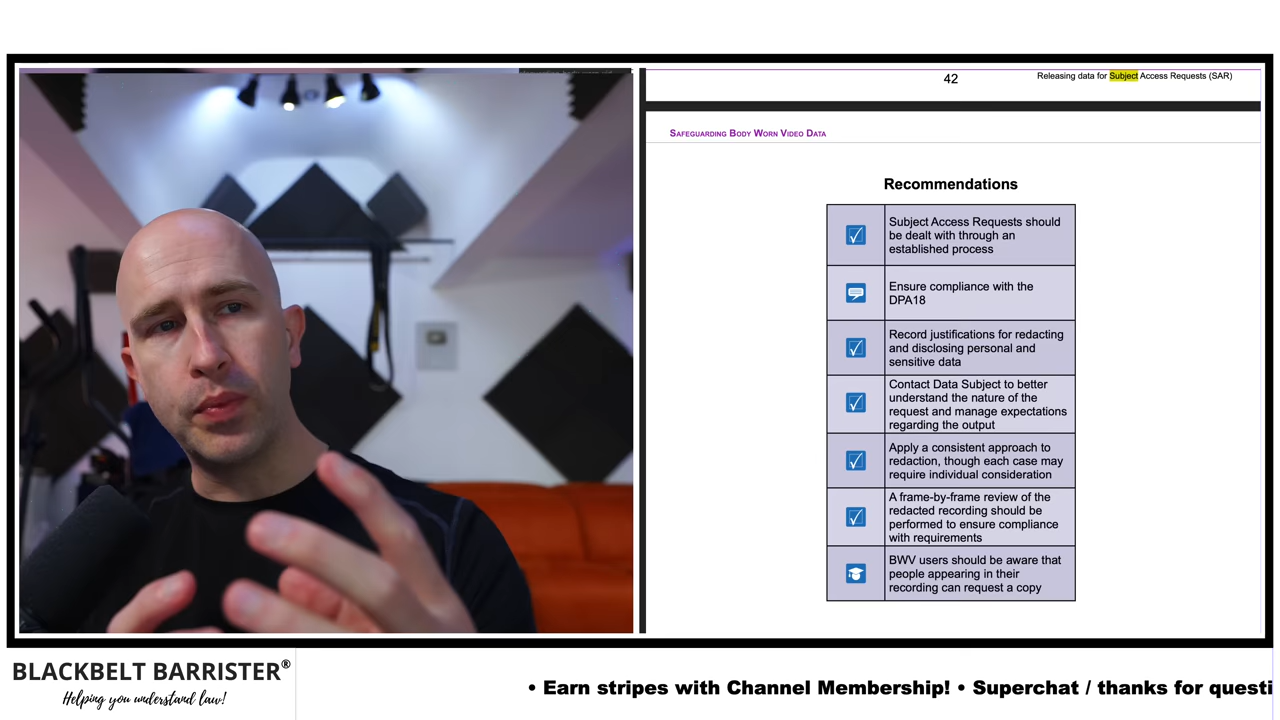 42
Releasing data for Subject Access Requests (SAR)
Safeguarding Body Worn Video Data
Recommendations
Subject Access Requests should
be dealt with through an
established process
Ensure compliance with the
DPA18
Record justifications for redacting
and disclosing personal and
sensitive data
Contact Data Subject to better
understand the nature of the
request and manage expectations
regarding the output
Apply a consistent approach to
redaction, though each case may
require individual consideration
A frame-by-frame review of the
redacted recording should be
performed to ensure compliance
with requirements
BWV users should be aware that
people appearing in their
recording can request a copy
BLACKBELT BARRISTER®
Helping you understand law!
• Earn stripes with Channel Membership! • Superchat / thanks for questi